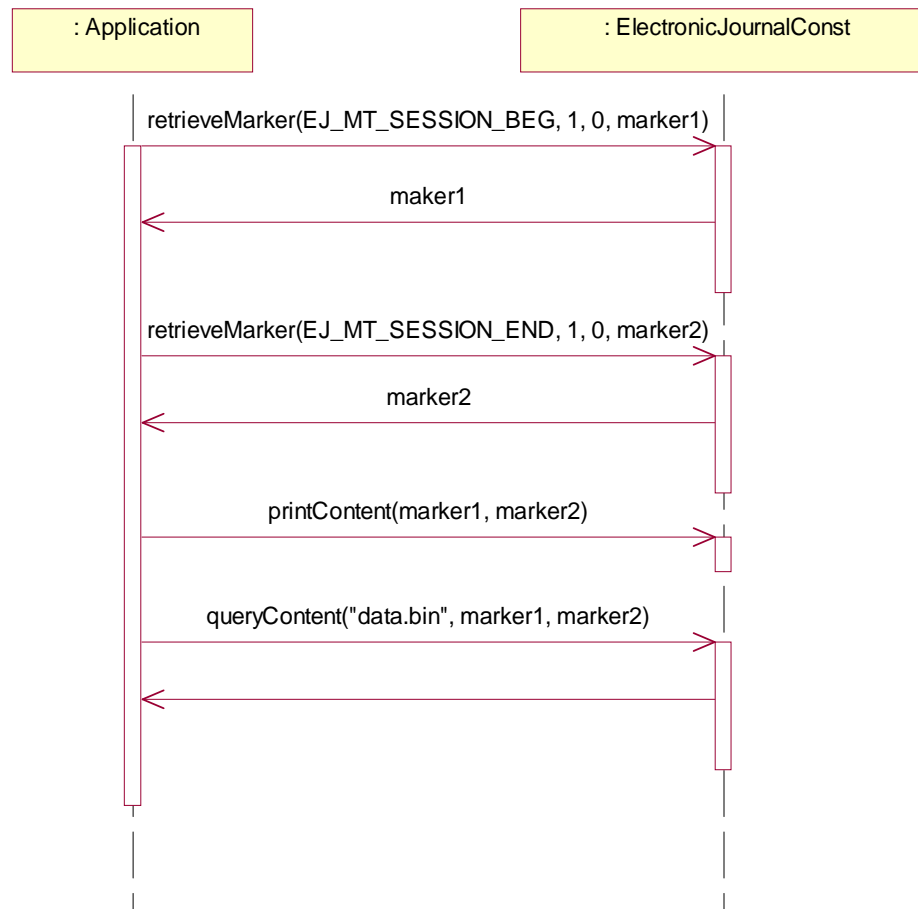 : Application
: ElectronicJournalConst
retrieveMarker(EJ_MT_SESSION_BEG, 1, 0, marker1)
maker1
retrieveMarker(EJ_MT_SESSION_END, 1, 0, marker2)
marker2
printContent(marker1, marker2)
queryContent("data.bin", marker1, marker2)